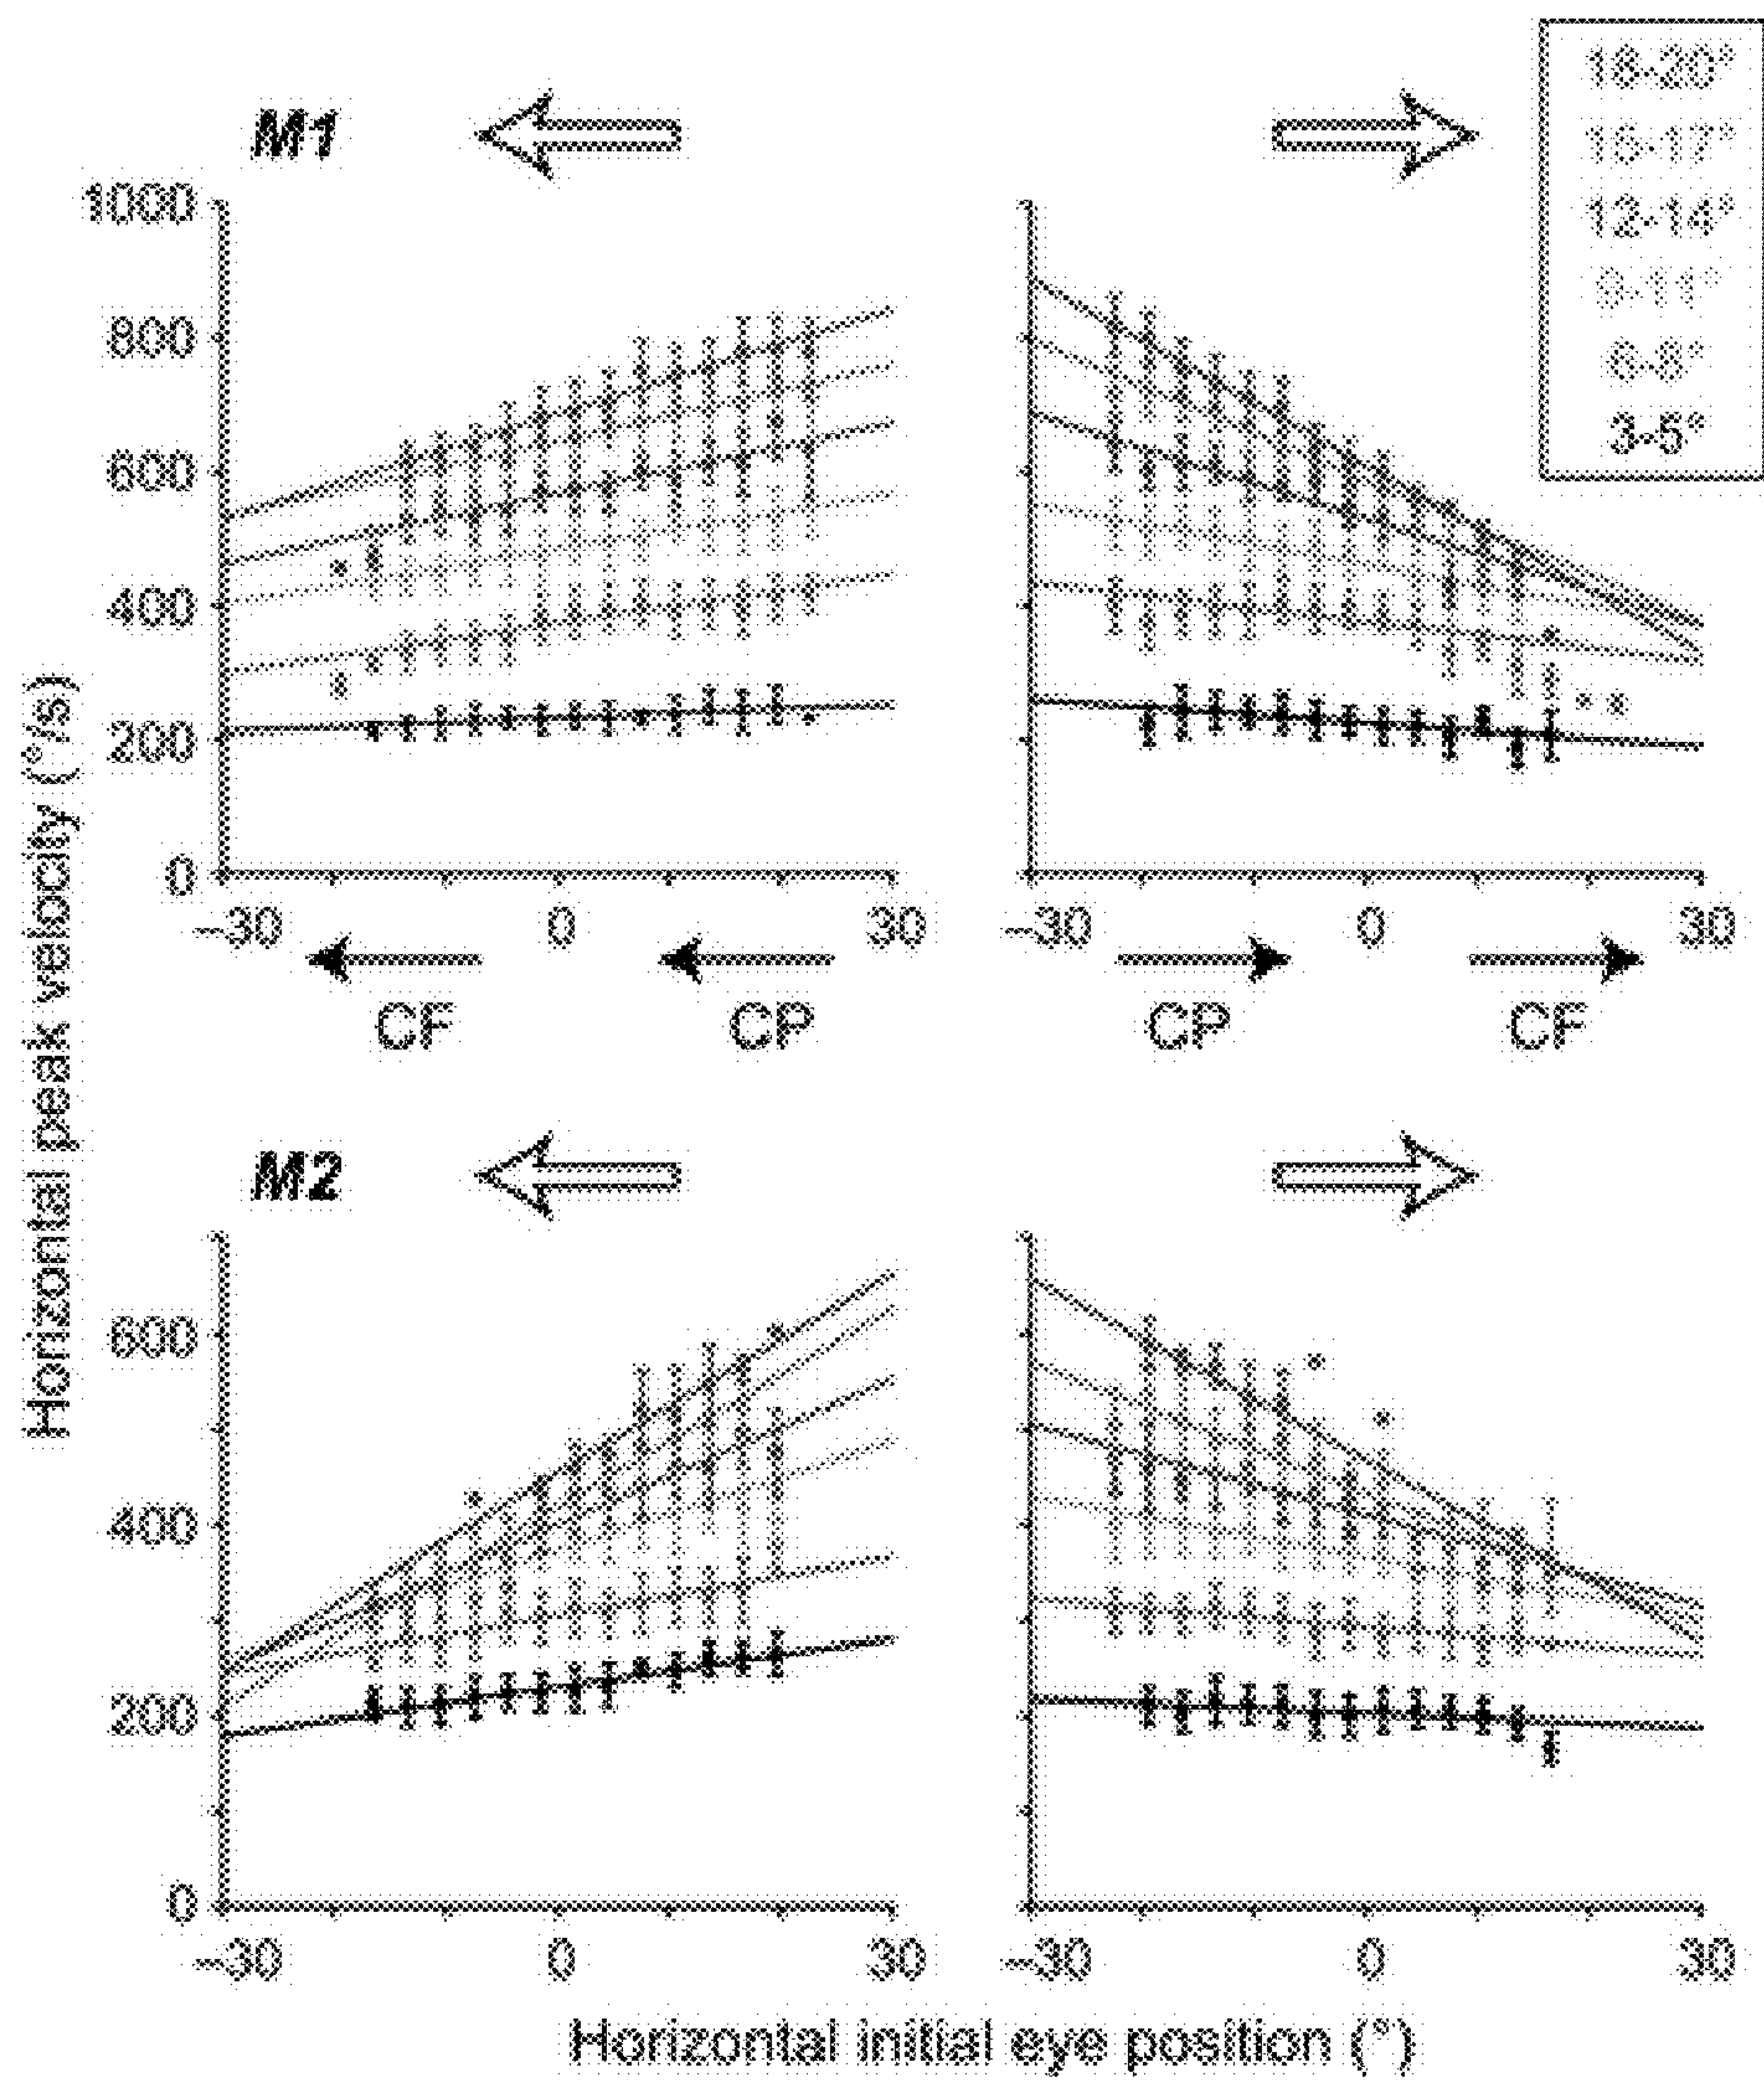 M1
18-20°
15-17°
12-14°
9-11°
6-8°
3-5°
1000
800
600
400
200
0
-30 0 30
-30 0 30
CF CP
CP CF
Horizontal peak velocity (°/s)
M2
600
400
200
0
-30 0 30
-30 0 30
Horizontal initial eye position (°)